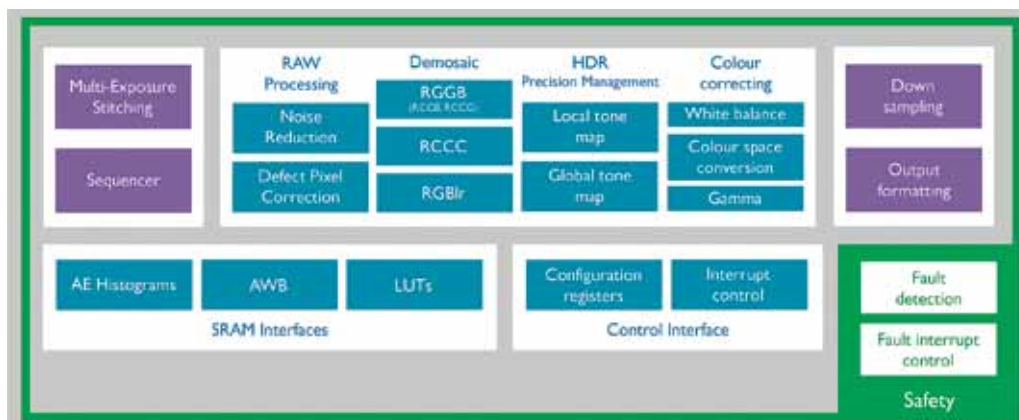 Multi-Exposure
Stitching
Sequencer
RAW
Processing
Noise
Reduction
Defect Pixel
Correction
Demosaic
RGGB
RCCC
RGBIr
HDR
Precision Management
Local tone
map
Global tone
map
Colour
correcting
White balance
Colour space
conversion
Gamma
Down
sampling
Output
formatting
AE Histograms
AWB
LUTs
SRAM Interfaces
Configuration
registers
Interrupt
control
Control Interface
Fault
detection
Fault interrupt
control
Safety